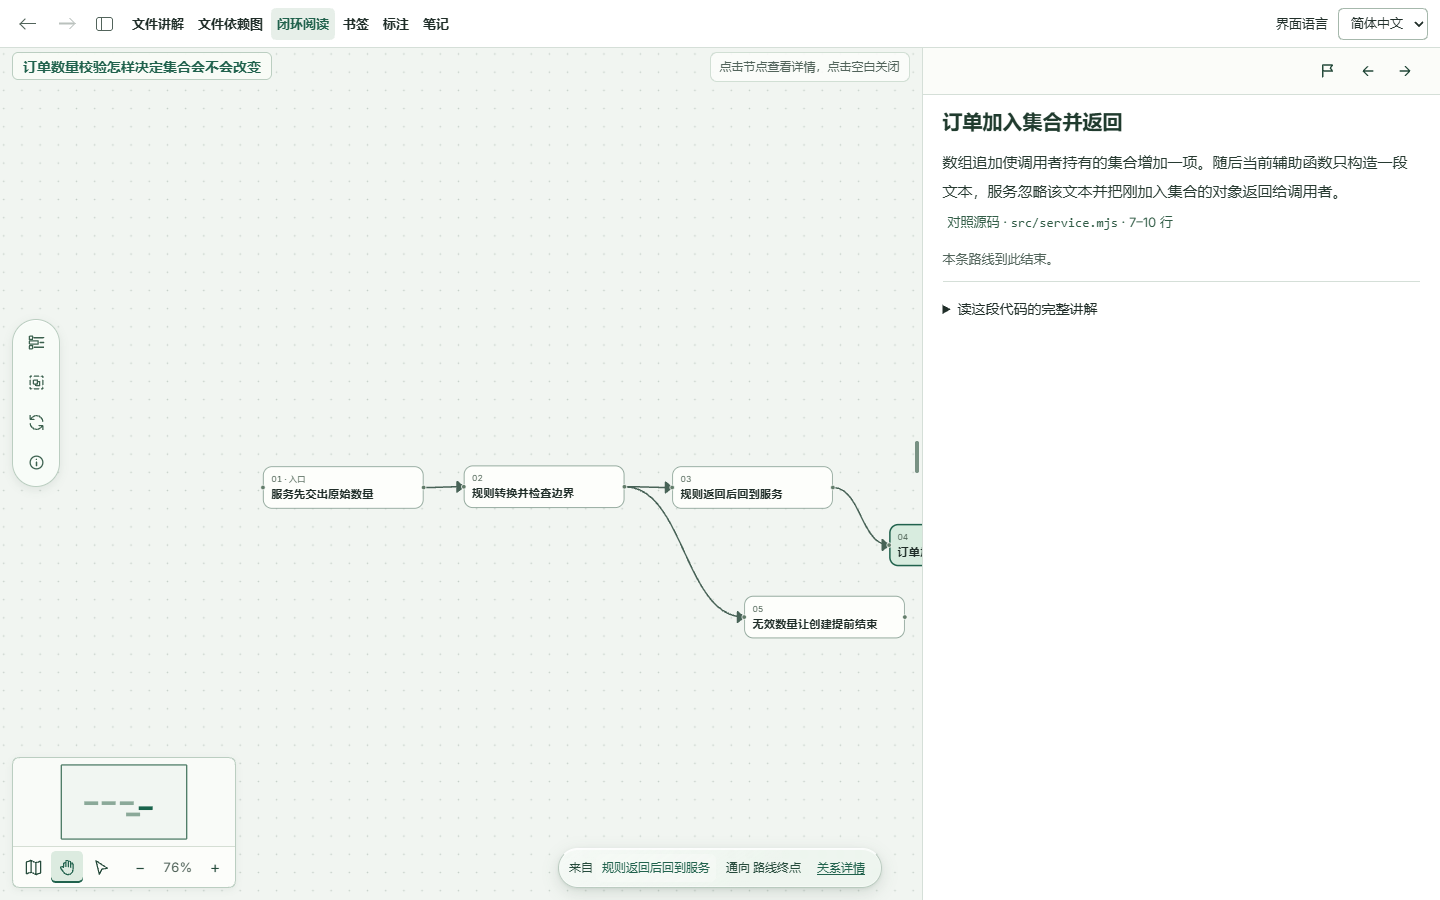 文件讲解 文件依赖图 闭环阅读 书签 标注 笔记
界面语言 简体中文
订单数量校验怎样决定集合会不会改变
点击节点查看详情，点击空白关闭
01 · 入口
服务先交出原始数量
02
规则转换并检查边界
03
规则返回后回到服务
04
订单
05
无效数量让创建提前结束
76%
来自 规则返回后回到服务 通向 路线终点 关系详情
订单加入集合并返回
数组追加使调用者持有的集合增加一项。随后当前辅助函数只构造一段
文本，服务忽略该文本并把刚加入集合的对象返回给调用者。
对照源码 · src/service.mjs · 7–10 行
本条路线到此结束。
读这段代码的完整讲解